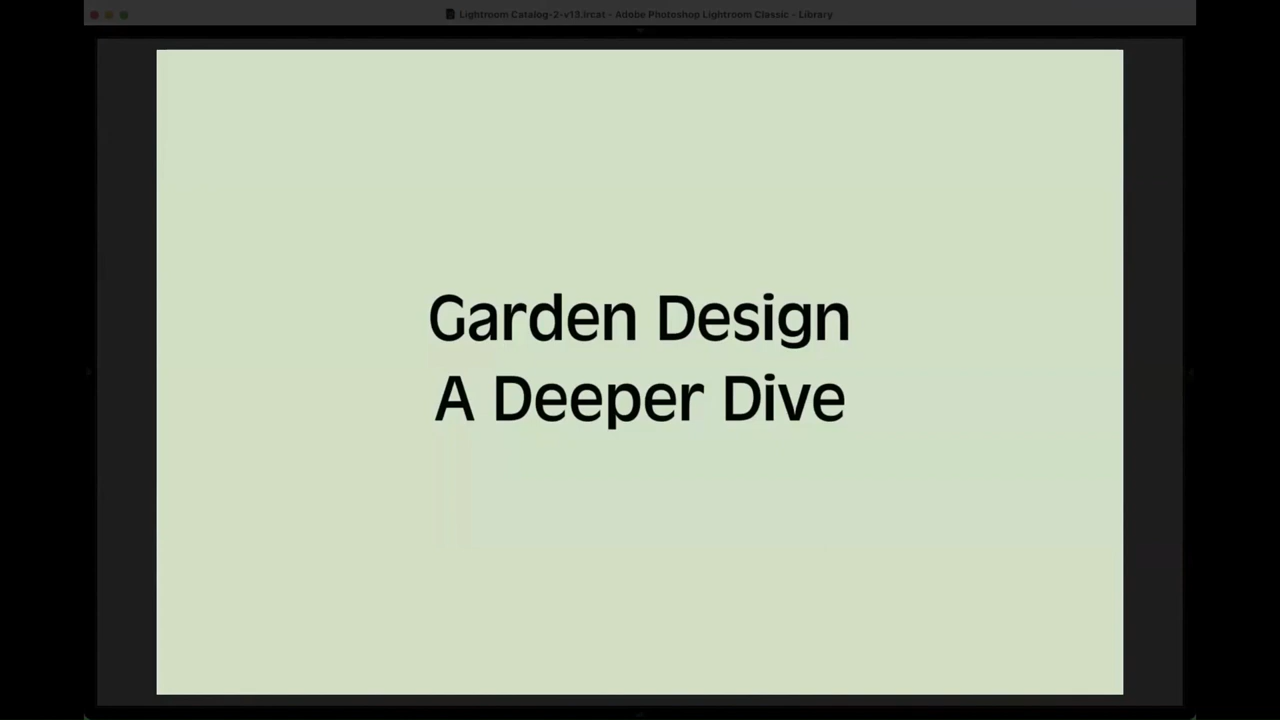 Lightroom Catalog-2-v13.lrcat - Adobe Photoshop Lightroom Classic - Library
Garden Design
A Deeper Dive